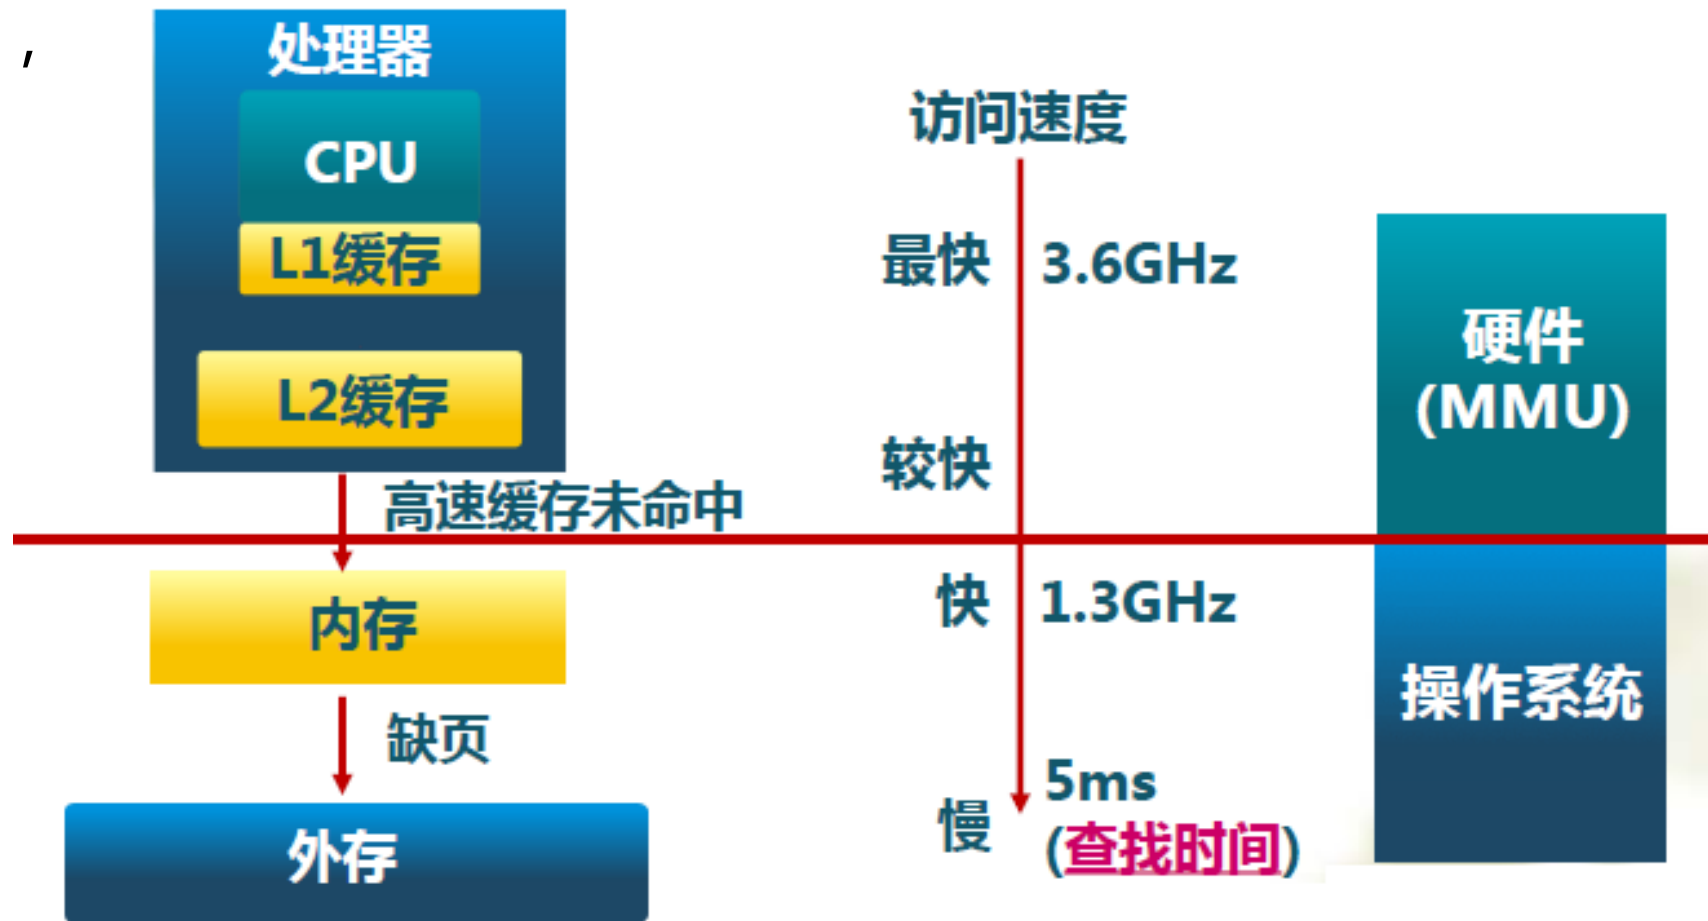 ,
处理器
CPU
L1缓存
L2缓存
高速缓存未命中
内存
缺页
外存
访问速度
最快 3.6GHz
较快
快 1.3GHz
慢 5ms
(查找时间)
硬件
(MMU)
操作系统